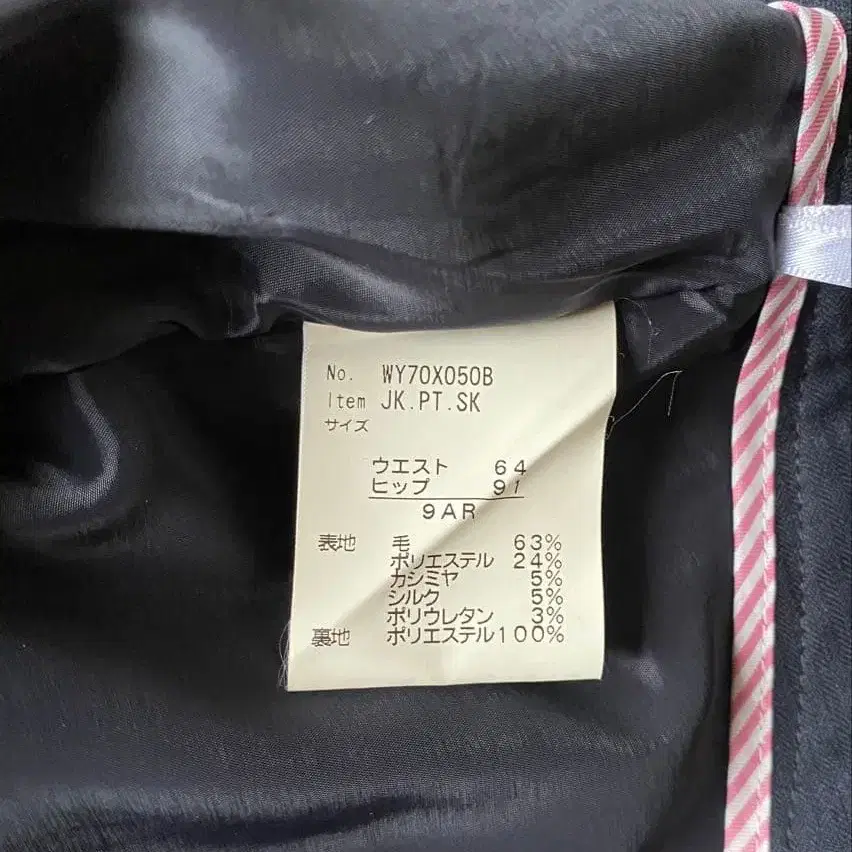 No. WY70X050B
Item JK.PT.SK
サイズ
ウエスト 64
ヒップ 91
9AR
表地 毛 63%
ポリエステル 24%
カシミヤ 5%
シルク 5%
ポリウレタン 3%
裏地 ポリエステル100%